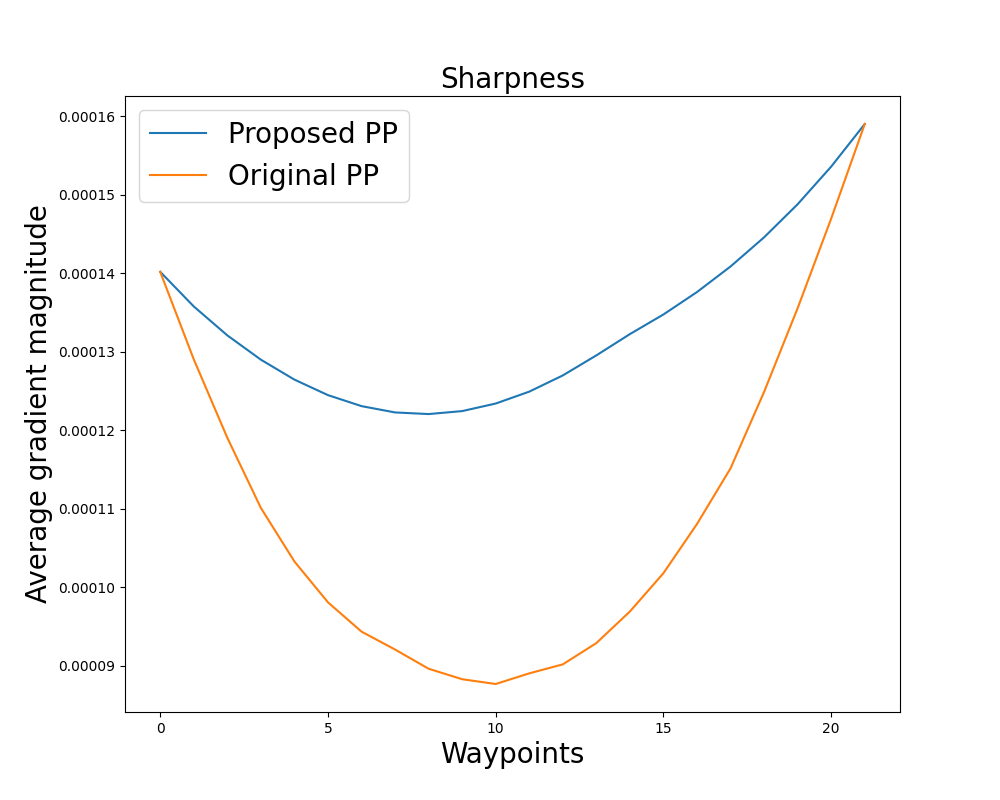 Sharpness
Proposed PP
Original PP
Average gradient magnitude
0.00016
0.00015
0.00014
0.00013
0.00012
0.00011
0.00010
0.00009
0 5 10 15 20
Waypoints